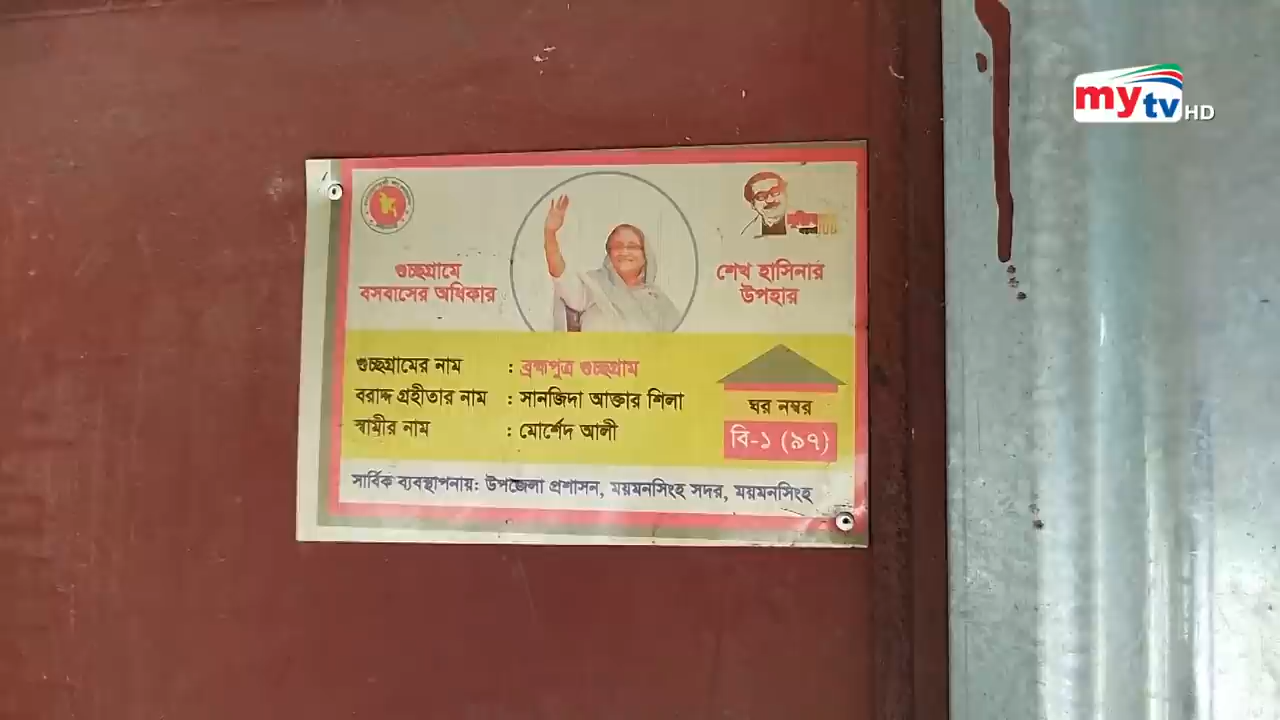 mytv HD
গুচ্ছগ্রামে
বসবাসের অধিকার
শেখ হাসিনার
উপহার
গুচ্ছগ্রামের নাম : ব্রহ্মপুত্র গুচ্ছগ্রাম
বরাদ্দ গ্রহীতার নাম : সানজিদা আক্তার শিলা
স্বামীর নাম : মোর্শেদ আলী
ঘর নম্বর
বি-১ (৯৭)
সার্বিক ব্যবস্থাপনায়: উপজেলা প্রশাসন, ময়মনসিংহ সদর, ময়মনসিংহ